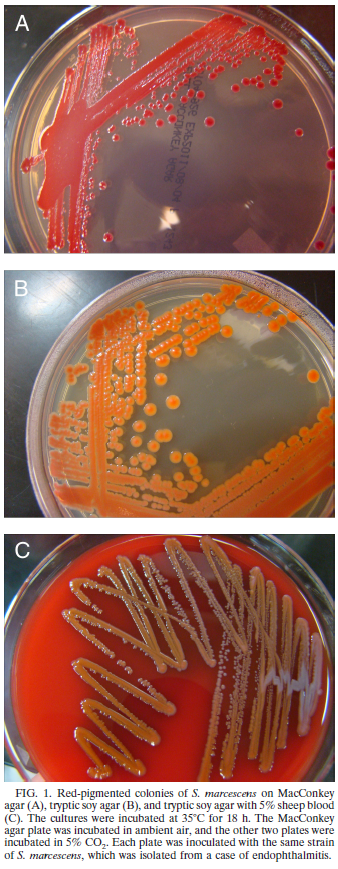 A
B
C
FIG. 1. Red-pigmented colonies of S. marcescens on MacConkey
agar (A), tryptic soy agar (B), and tryptic soy agar with 5% sheep blood
(C). The cultures were incubated at 35°C for 18 h. The MacConkey
agar plate was incubated in ambient air, and the other two plates were
incubated in 5% CO₂. Each plate was inoculated with the same strain
of S. marcescens, which was isolated from a case of endophthalmitis.